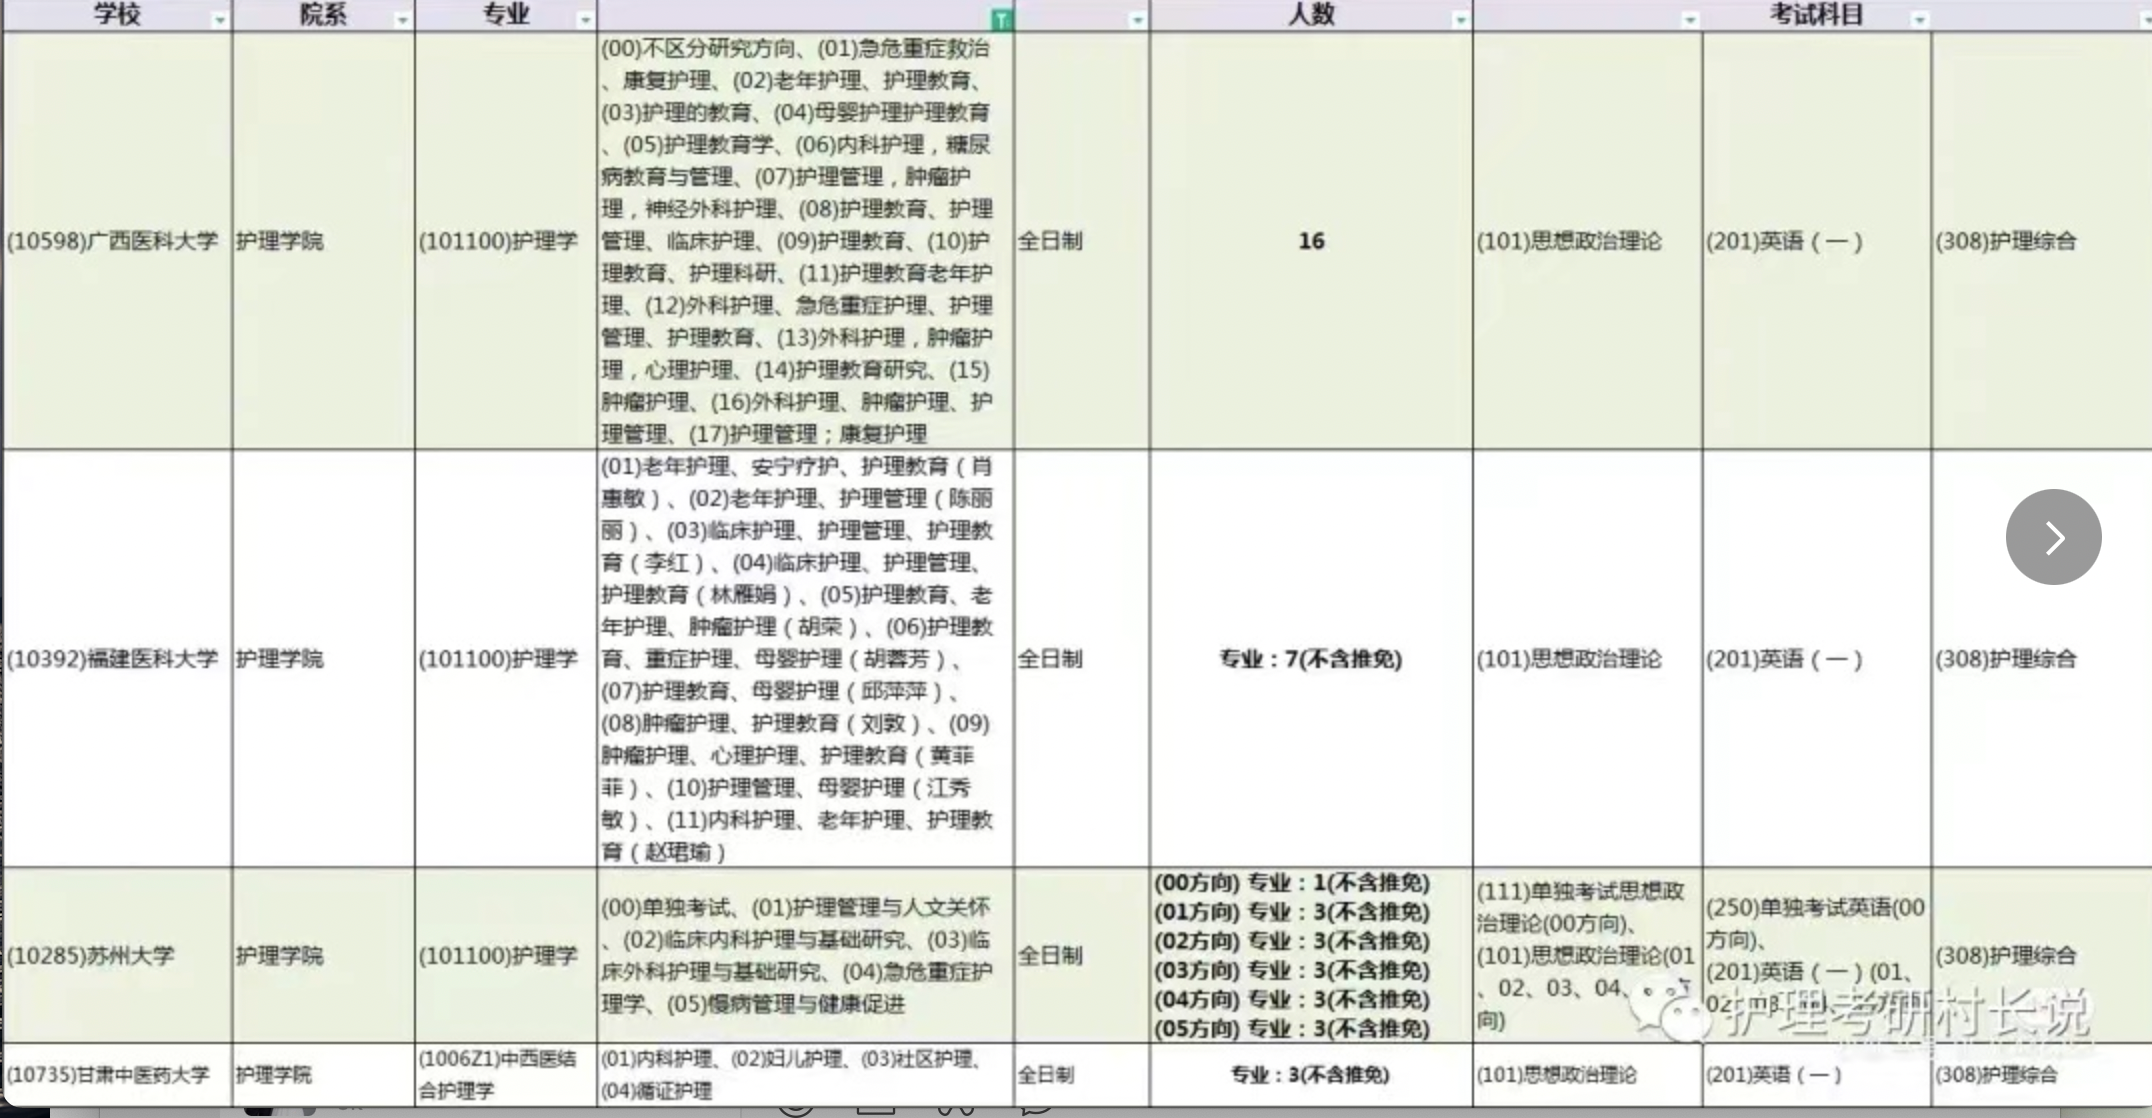 学校 院系 专业 人数 考试科目
(00)不区分研究方向、(01)急危重症救治
、康复护理、(02)老年护理、护理教育、
(03)护理的教育、(04)母婴护理护理教育
、(05)护理教育学、(06)内科护理，糖尿
病教育与管理、(07)护理管理，肿瘤护
理，神经外科护理、(08)护理教育、护理
(10598)广西医科大学 护理学院 (101100)护理学 管理、临床护理、(09)护理教育、(10)护 全日制 16 (101)思想政治理论 (201)英语（一） (308)护理综合
理教育、护理科研、(11)护理教育老年护
理、(12)外科护理、急危重症护理、护理
管理、护理教育、(13)外科护理，肿瘤护
理，心理护理、(14)护理教育研究、(15)
肿瘤护理、(16)外科护理、肿瘤护理、护
理管理、(17)护理管理；康复护理
(01)老年护理、安宁疗护、护理教育（肖
惠敏）、(02)老年护理、护理管理（陈丽
丽）、(03)临床护理、护理管理、护理教
育（李红）、(04)临床护理、护理管理、
护理教育（林雁娟）、(05)护理教育、老
年护理、肿瘤护理（胡荣）、(06)护理教
(10392)福建医科大学 护理学院 (101100)护理学 育、重症护理、母婴护理（胡蓉芳）、 全日制 专业：7(不含推免) (101)思想政治理论 (201)英语（一） (308)护理综合
(07)护理教育、母婴护理（邱萍萍）、
(08)肿瘤护理、护理教育（刘敦）、(09)
肿瘤护理、心理护理、护理教育（黄菲
菲）、(10)护理管理、母婴护理（江秀
敏）、(11)内科护理、老年护理、护理教
育（赵珺瑜）
(10285)苏州大学 护理学院 (101100)护理学
(00)单独考试、(01)护理管理与人文关怀
、(02)临床内科护理与基础研究、(03)临
床外科护理与基础研究、(04)急危重症护
理学、(05)慢病管理与健康促进
全日制
(00方向) 专业：1(不含推免)
(01方向) 专业：3(不含推免)
(02方向) 专业：3(不含推免)
(03方向) 专业：3(不含推免)
(04方向) 专业：3(不含推免)
(05方向) 专业：3(不含推免)
(111)单独考试思想政
治理论(00方向)、
(101)思想政治理论(01
、02、03、04、
向)
(250)单独考试英语(00
方向)、
(201)英语（一）(01、
02
(308)护理综合
护理考研村长说
(10735)甘肃中医药大学 护理学院
(1006Z1)中西医结
合护理学
(01)内科护理、(02)妇儿护理、(03)社区护理、
(04)循证护理
全日制 专业：3(不含推免) (101)思想政治理论 (201)英语（一） (308)护理综合